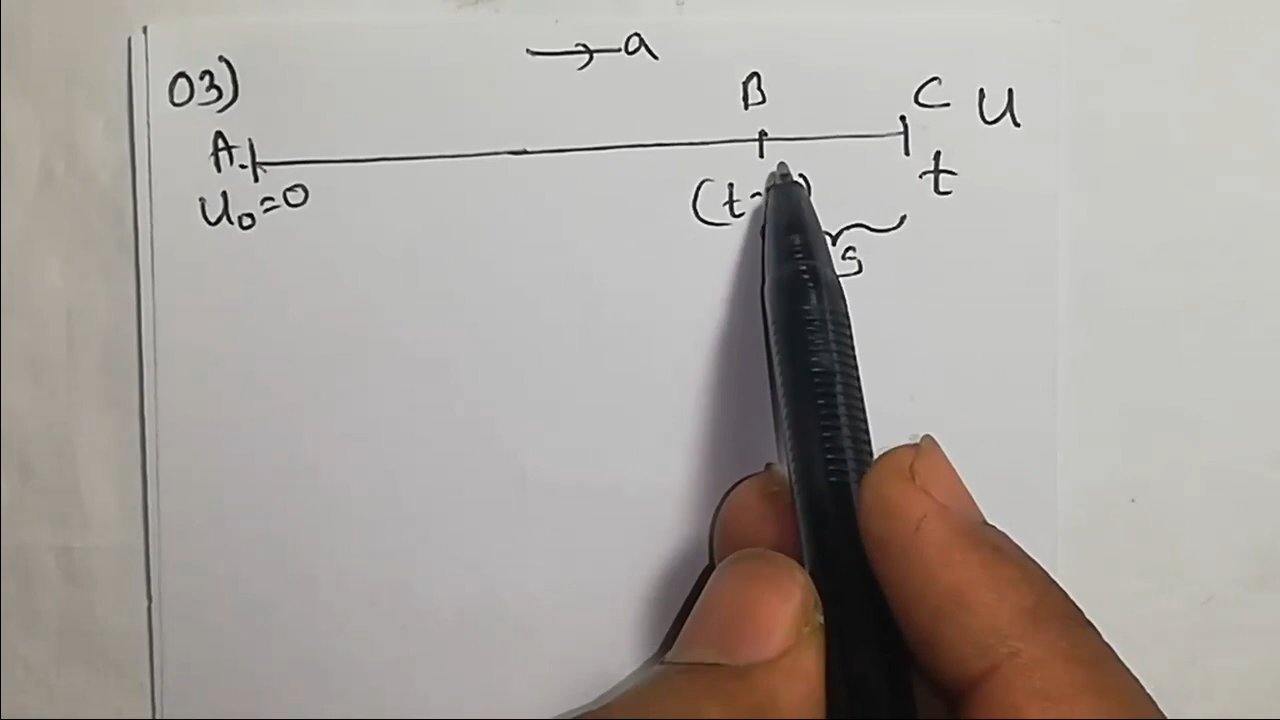 → a
03)
B C U
A
t
U₀=0
(t- )
S